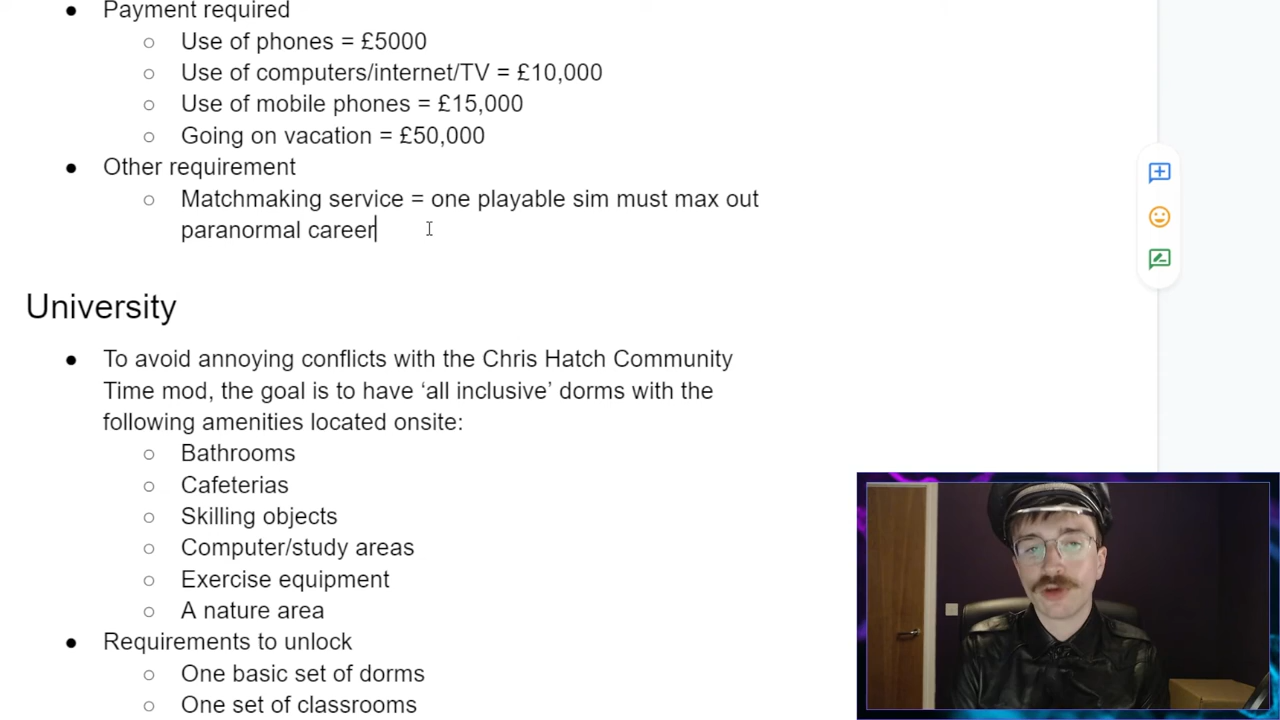 Payment required
Use of phones = £5000
Use of computers/internet/TV = £10,000
Use of mobile phones = £15,000
Going on vacation = £50,000
Other requirement
Matchmaking service = one playable sim must max out
paranormal career
University
To avoid annoying conflicts with the Chris Hatch Community
Time mod, the goal is to have ‘all inclusive’ dorms with the
following amenities located onsite:
Bathrooms
Cafeterias
Skilling objects
Computer/study areas
Exercise equipment
A nature area
Requirements to unlock
One basic set of dorms
One set of classrooms